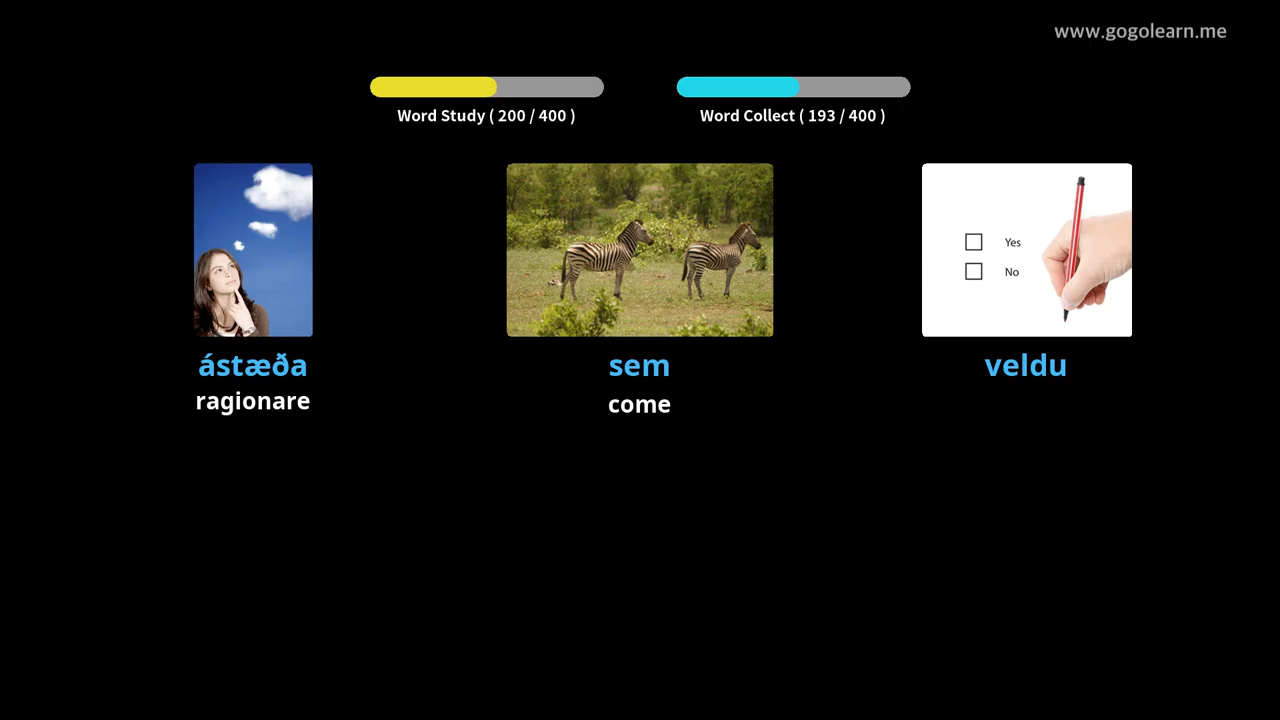 www.gogolearn.me
Word Study ( 200 / 400 )
Word Collect ( 193 / 400 )
Yes
No
ástæða
sem
veldu
ragionare
come